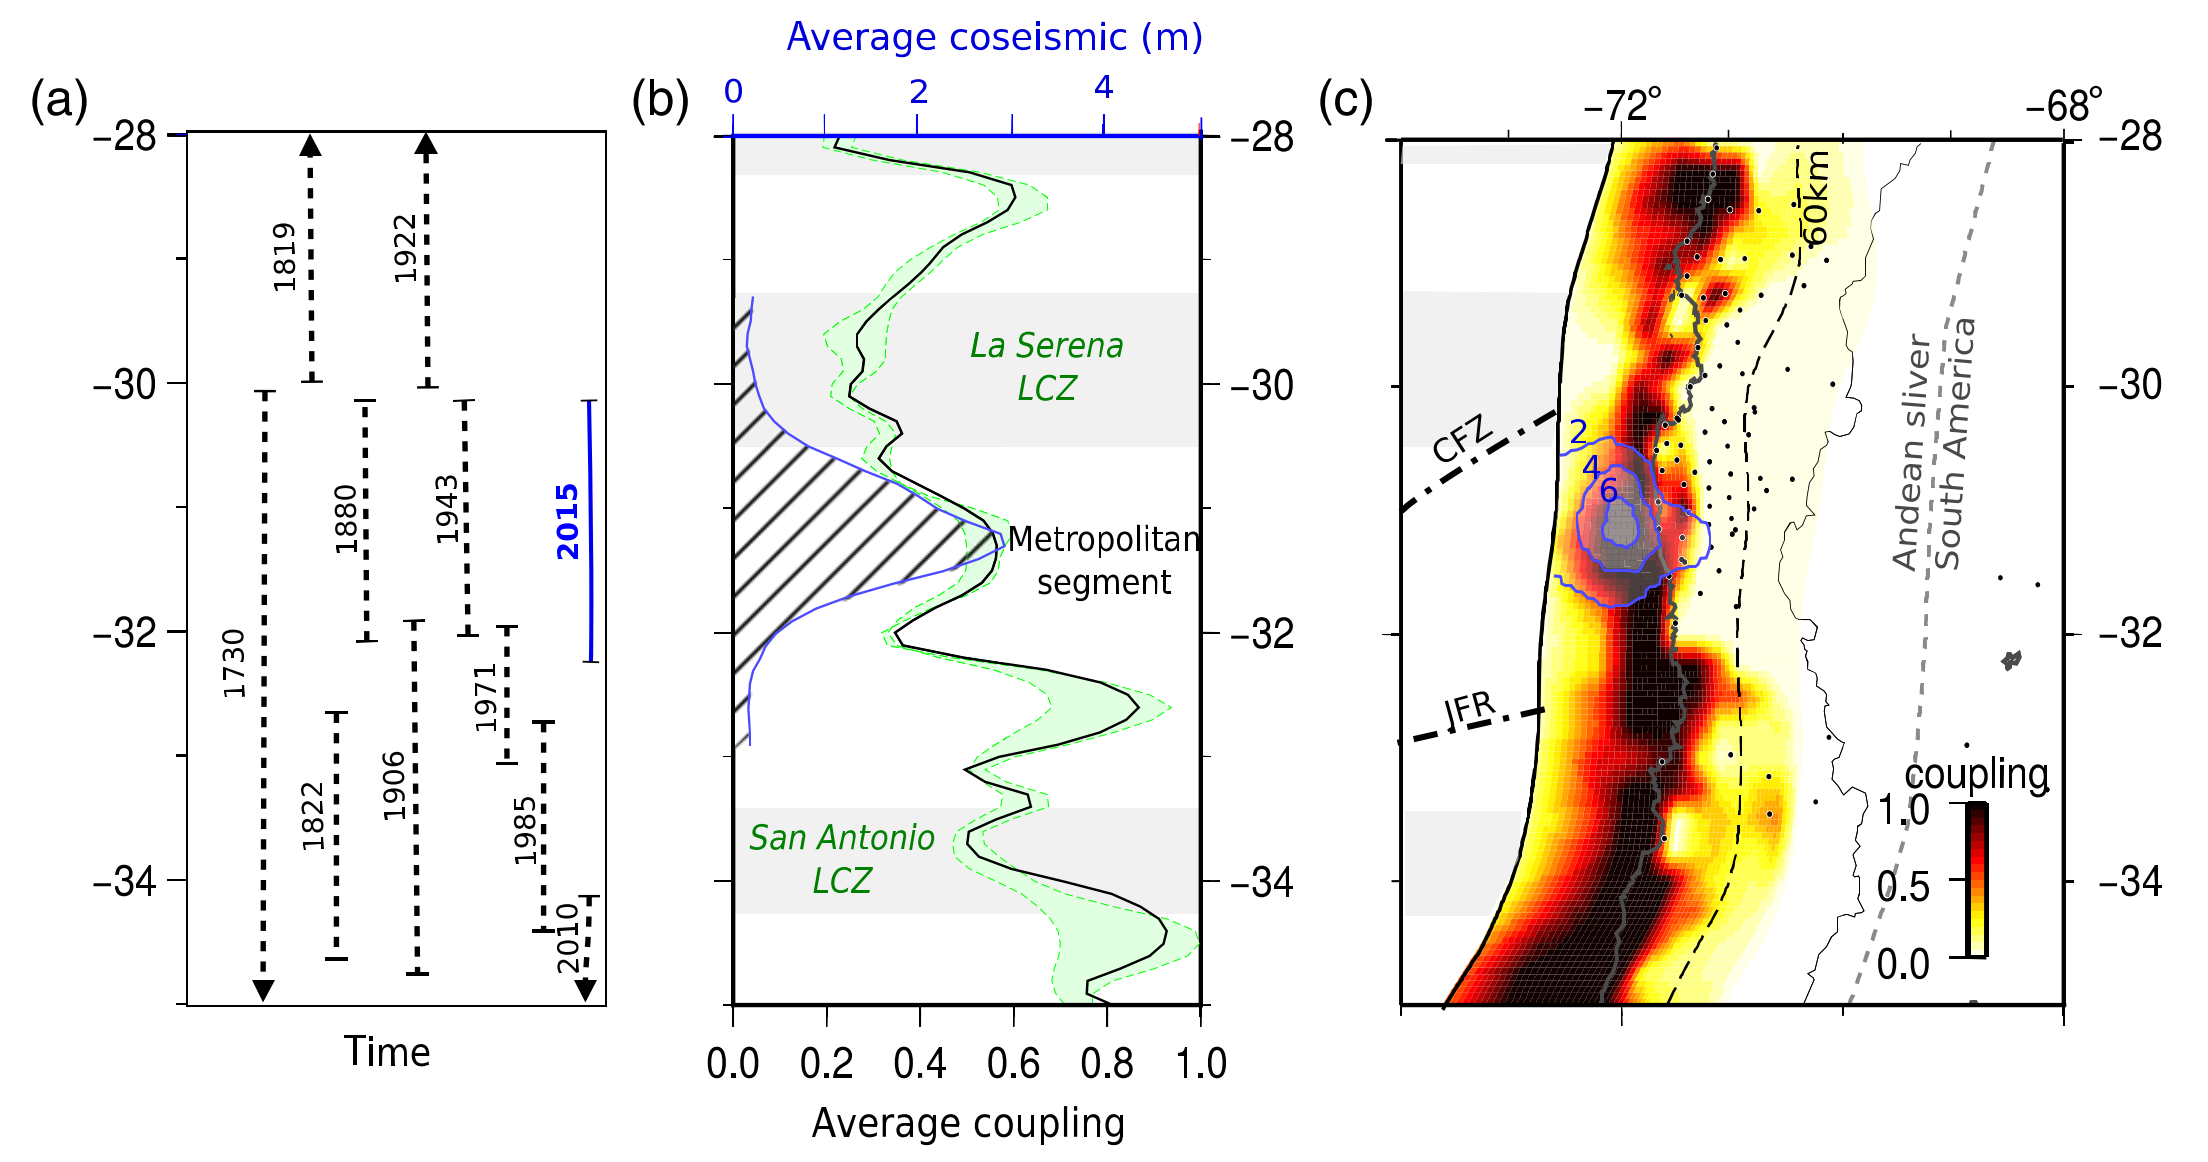 (a)
−28
−30
−32
−34
1819
1922
1730
1880
1943
2015
1822
1906
1971
1985
2010
Time
(b)
Average coseismic (m)
0 2 4
La Serena
LCZ
Metropolitan
segment
San Antonio
LCZ
−28
−30
−32
−34
0.0 0.2 0.4 0.6 0.8 1.0
Average coupling
(c)
−72° −68°
−28
−30
−32
−34
60km
CFZ
JFR
2
4
6
Andean sliver
South America
coupling
1.0
0.5
0.0